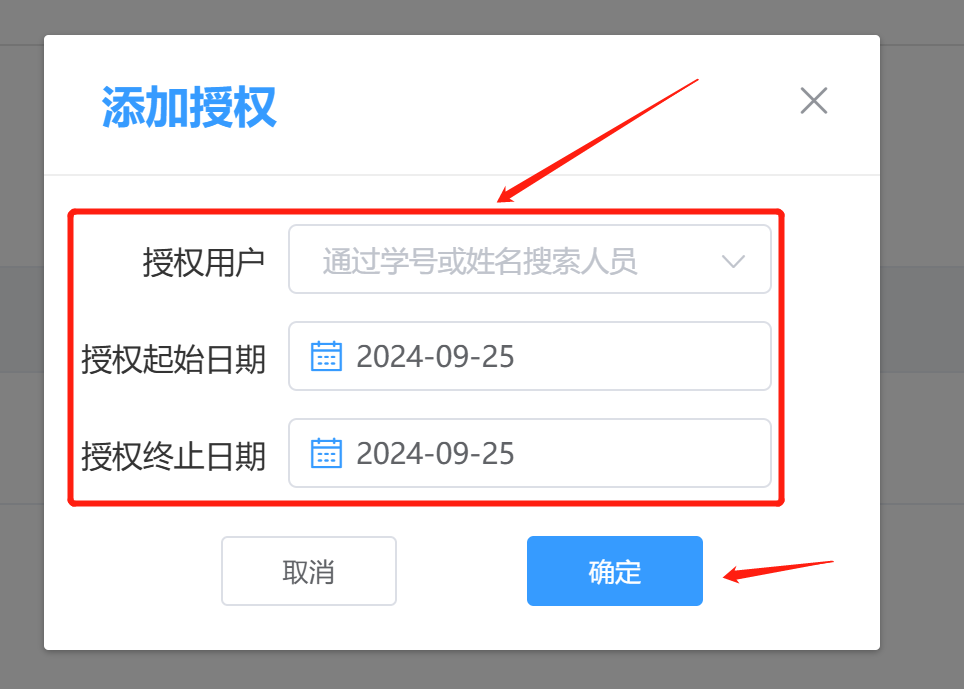 添加授权
授权用户 通过学号或姓名搜索人员
授权起始日期 2024-09-25
授权终止日期 2024-09-25
取消 确定